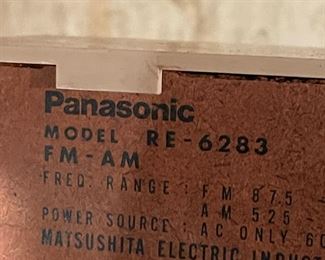 Panasonic
MODEL RE-6283
FM-AM
FREQ. RANGE : FM 87.5 -
AM 525 -
POWER SOURCE : AC ONLY 60
MATSUSHITA ELECTRIC